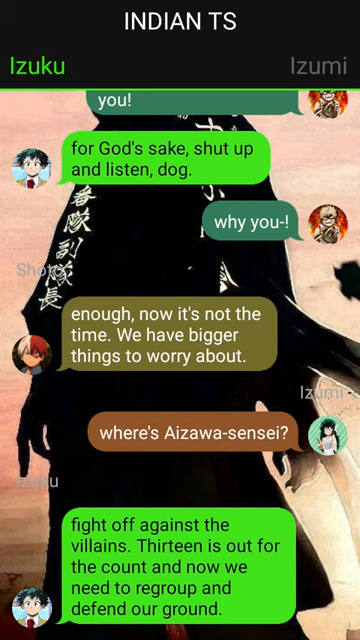 INDIAN TS
Izuku
Izumi
you!
for God's sake, shut up
and listen, dog.
why you-!
enough, now it's not the
time. We have bigger
things to worry about.
Izumi
where's Aizawa-sensei?
Izuku
fight off against the
villains. Thirteen is out for
the count and now we
need to regroup and
defend our ground.